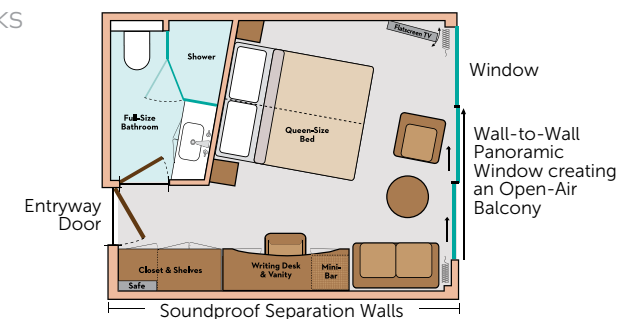 KS
Flatscreen TV
Shower
Window
Full-Size
Bathroom
Queen-Size
Bed
Wall-to-Wall
Panoramic
Window creating
an Open-Air
Balcony
Entryway
Door
Closet & Shelves
Safe
Writing Desk
& Vanity
Mini-
Bar
Soundproof Separation Walls